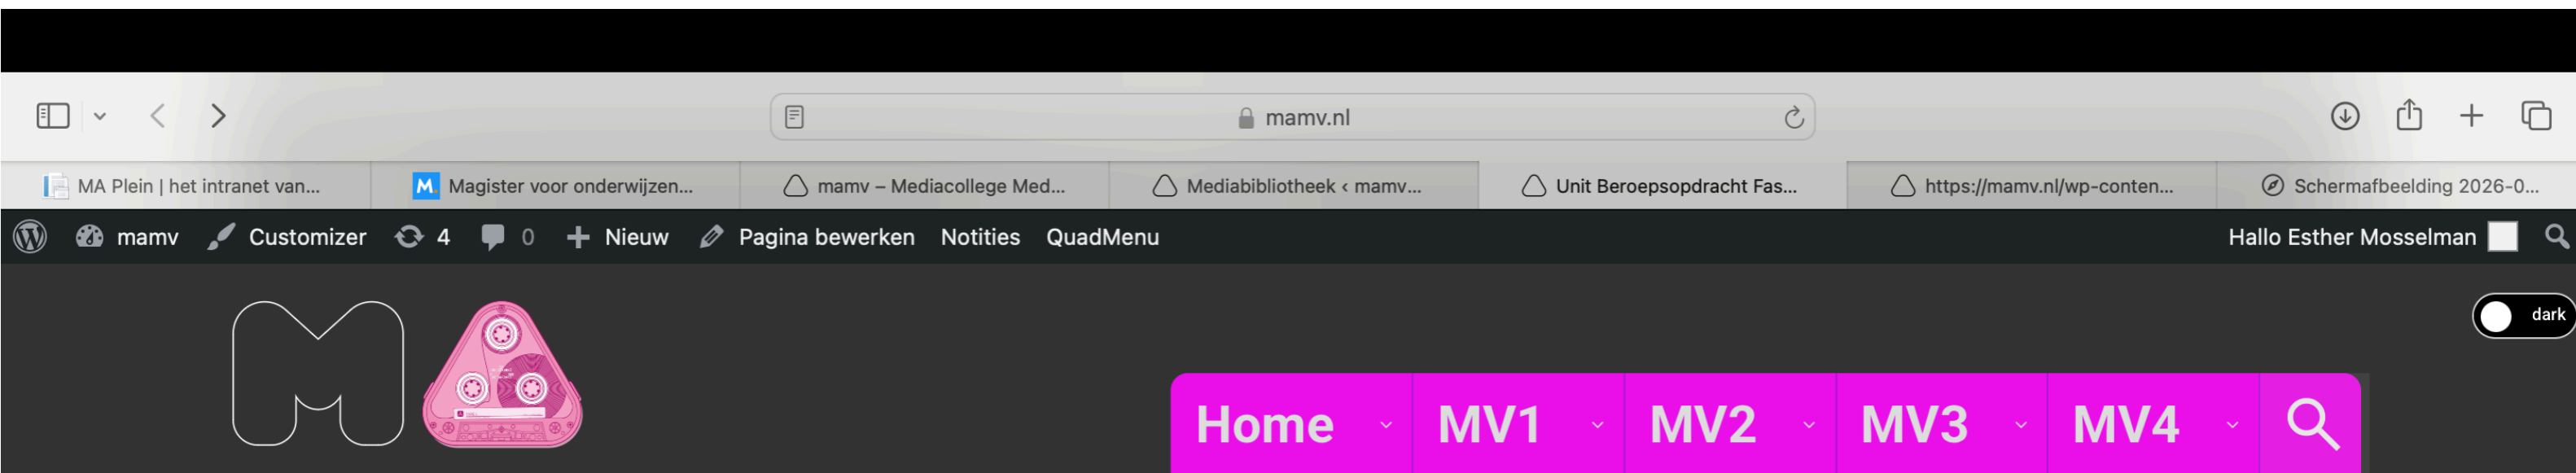 mamv.nl
MA Plein | het intranet van... M. Magister voor onderwijzen... mamv – Mediacollege Med... Mediabibliotheek ‹ mamv... Unit Beroepsopdracht Fas... https://mamv.nl/wp-conten... Schermafbeelding 2026-0...
mamv Customizer 4 0 Nieuw Pagina bewerken Notities QuadMenu Hallo Esther Mosselman
dark
Home MV1 MV2 MV3 MV4